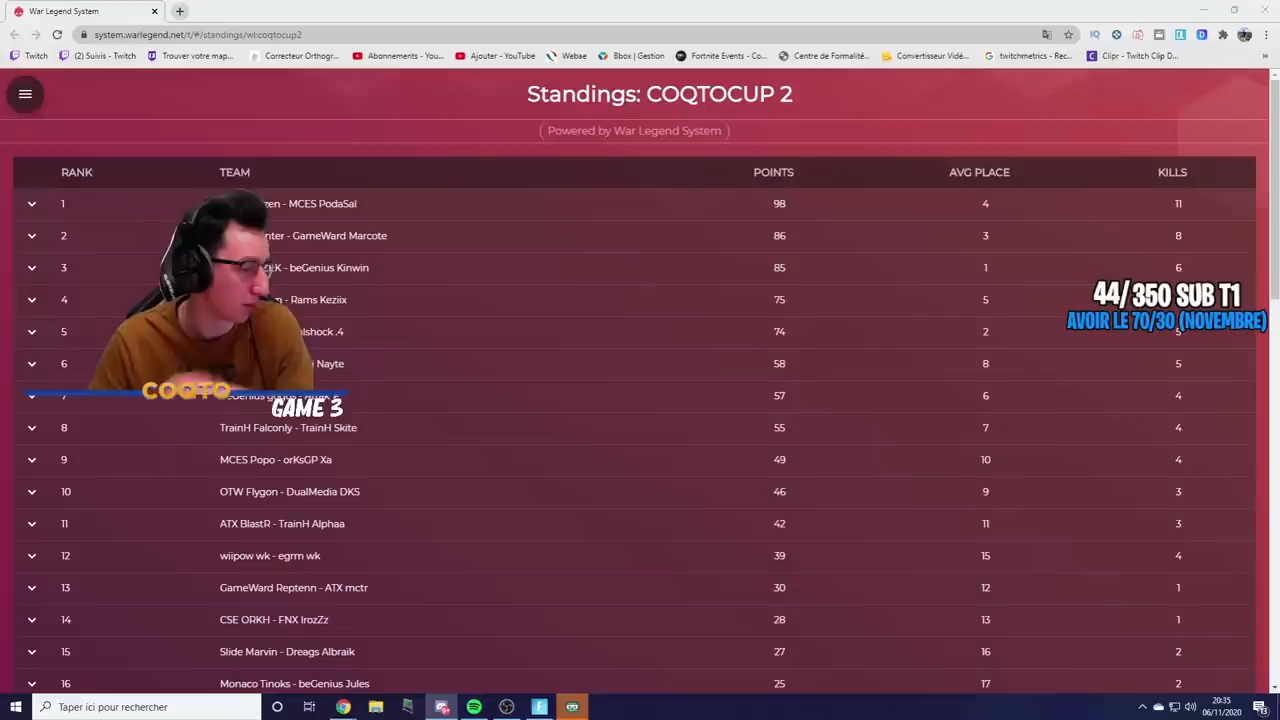 War Legend System
system.warlegend.net/t/#/standings/wl:coqtocup2
Twitch (2) Suivis - Twitch Trouver votre map... Correcteur Orthogr... Abonnements - YouT... Ajouter - YouTube Webae Bbox | Gestion Fortnite Events - Co... Centre de Formalité... Convertisseur Vidéo... twitchmetrics - Rec... Clipr - Twitch Clip D...
Standings: COQTOCUP 2
Powered by War Legend System
RANK TEAM POINTS AVG PLACE KILLS
1 zen - MCES PodaSal 98 4 11
2 nter - GameWard Marcote 86 3 8
3 K - beGenius Kinwin 85 1 6
4 - Rams Keziix 75 5
44/350 SUB T1
AVOIR LE 70/30 (NOVEMBRE)
5 lshock .4 74 2 5
6 Nayte 58 8 5
COQTO
57 6 4
GAME 3
8 TrainH Falconly - TrainH Skite 55 7 4
9 MCES Popo - orKsGP Xa 49 10 4
10 OTW Flygon - DualMedia DKS 46 9 3
11 ATX BlastR - TrainH Alphaa 42 11 3
12 wiipow wk - egrm wk 39 15 4
13 GameWard Reptenn - ATX mctr 30 12 1
14 CSE ORKH - FNX IrozZz 28 13 1
15 Slide Marvin - Dreags Albraik 27 16 2
16 Monaco Tinoks - beGenius Jules 25 17 2
Taper ici pour rechercher
20:35
06/11/2020